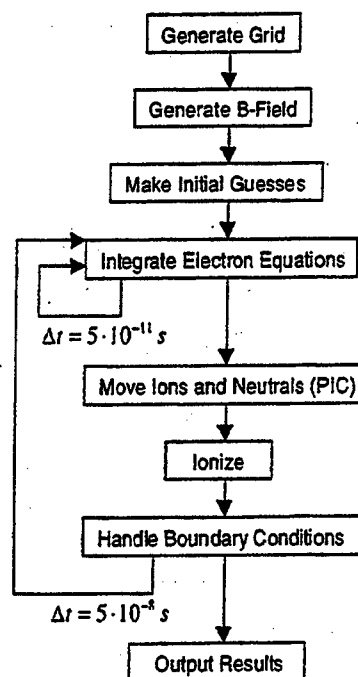 Generate Grid
Generate B-Field
Make Initial Guesses
Integrate Electron Equations
Δt = 5·10⁻¹¹ s
Move Ions and Neutrals (PIC)
Ionize
Handle Boundary Conditions
Δt = 5·10⁻⁸ s
Output Results